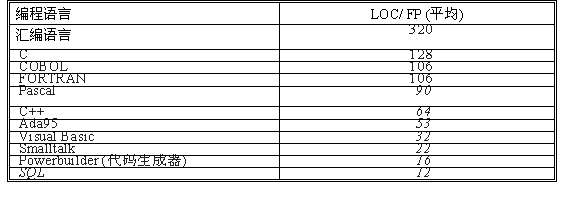 编程语言 LOC/FP(平均)
汇编语言 320
C 128
COBOL 106
FORTRAN 106
Pascal 90
C++ 64
Ada95 53
Visual Basic 32
Smalltalk 22
Powerbuilder(代码生成器) 16
SQL 12